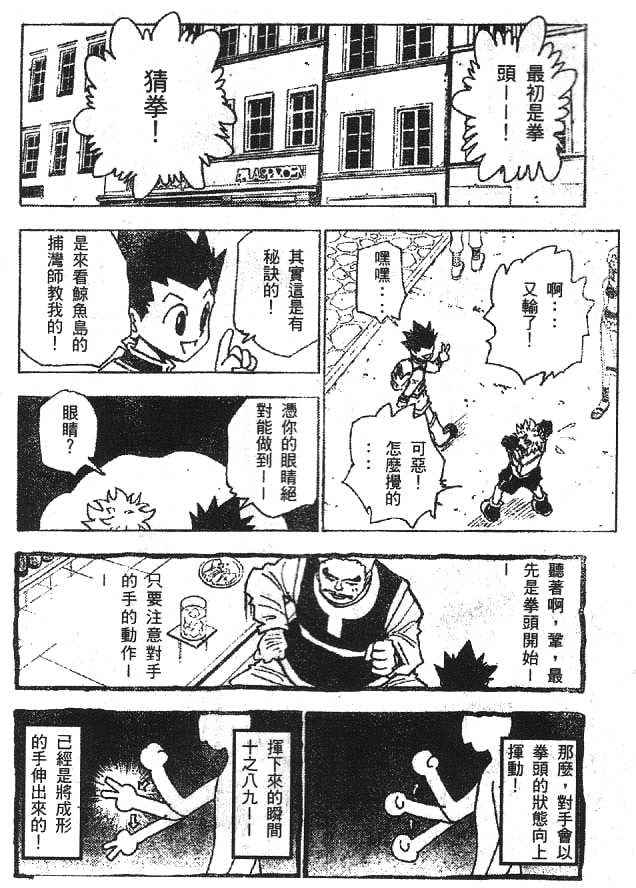 最初是拳
頭——！
猜拳！
啊...
又輸了！
嘿
嘿...
可惡！
怎麼攪的
...
其實這是有
秘訣的！
是來看鯨魚島的
捕灣師教我的！
憑你的眼睛絕
對能做到——
眼睛？
聽著啊，鞏，最
先是拳頭開始—
—
只要注意對手
的手的動作—
—
那麼，對手會以
拳頭的狀態向上
揮動！
揮下來的瞬間
十之八九——
已經是將成形
的手伸出來的！